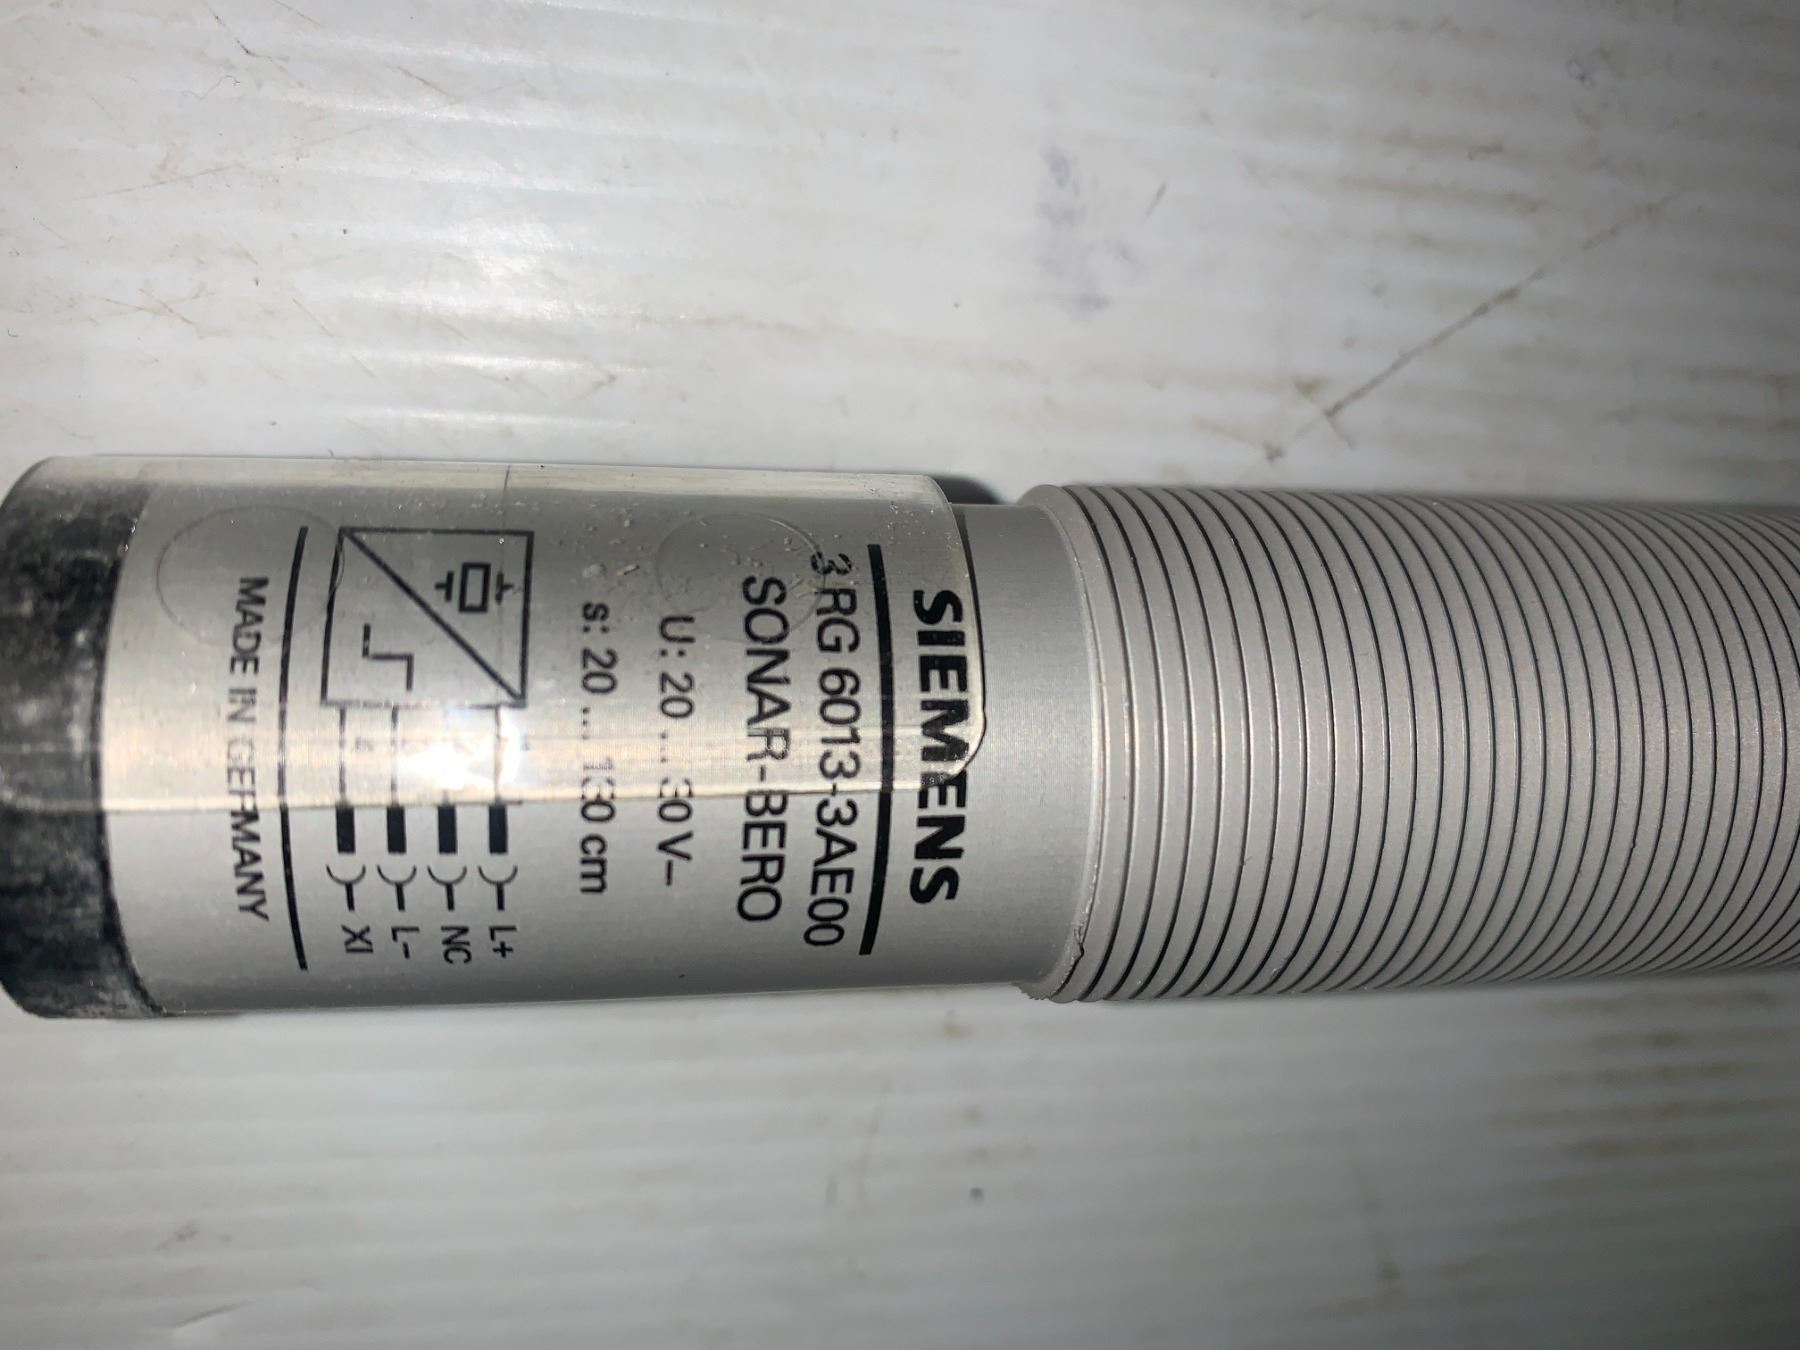 SIEMENS
3RG 6013-3AE00
SONAR-BERO
U: 20 ... 30 V–
s: 20 ... 130 cm
L+
NC
L-
XI
MADE IN GERMANY